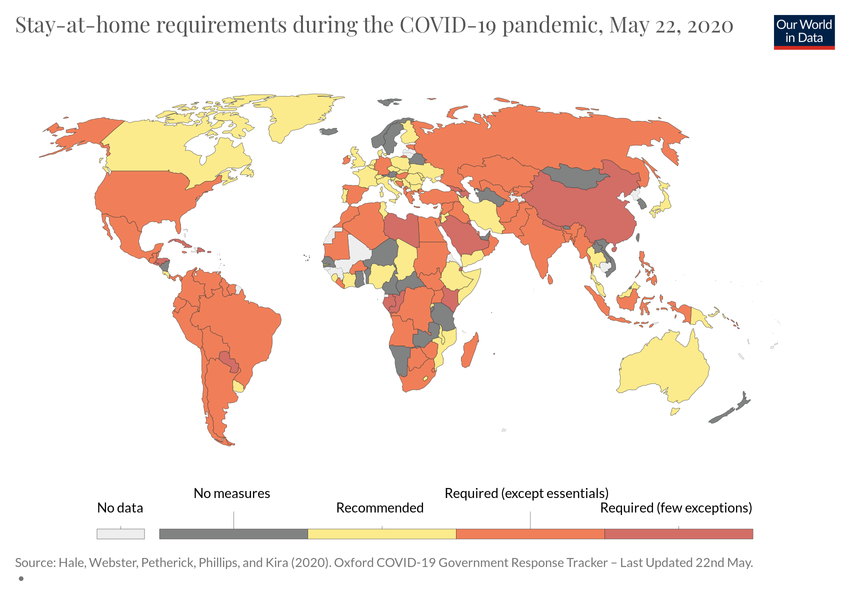 Stay-at-home requirements during the COVID-19 pandemic, May 22, 2020
Our World
in Data
No data
No measures
Recommended
Required (except essentials)
Required (few exceptions)
Source: Hale, Webster, Petherick, Phillips, and Kira (2020). Oxford COVID-19 Government Response Tracker – Last Updated 22nd May.